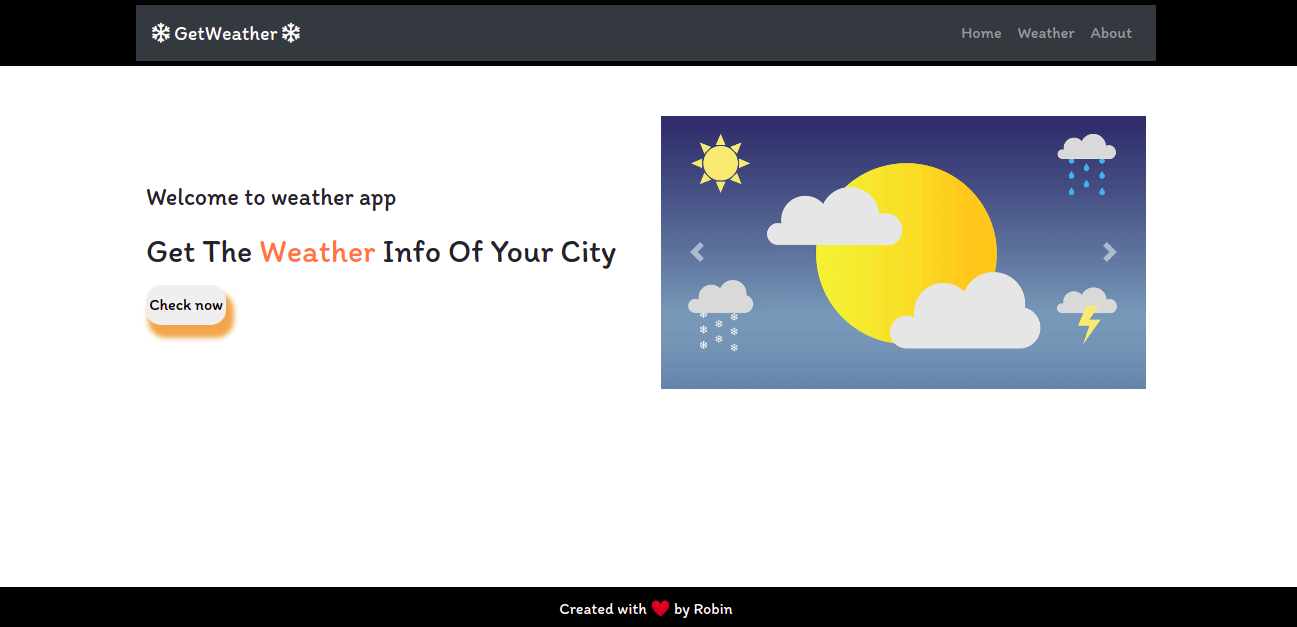 ❄️GetWeather❄️
Home Weather About
Welcome to weather app
Get The Weather Info Of Your City
Check now
Created with ❤️ by Robin